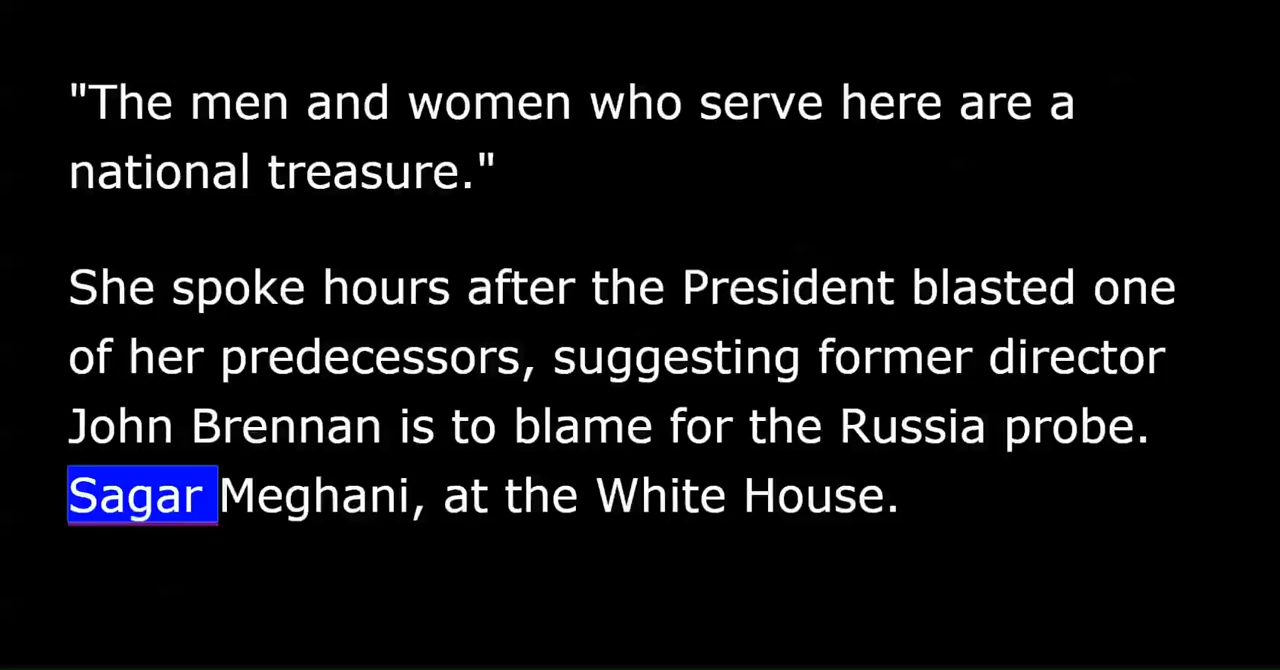 "The men and women who serve here are a
national treasure."
She spoke hours after the President blasted one
of her predecessors, suggesting former director
John Brennan is to blame for the Russia probe.
Sagar Meghani, at the White House.